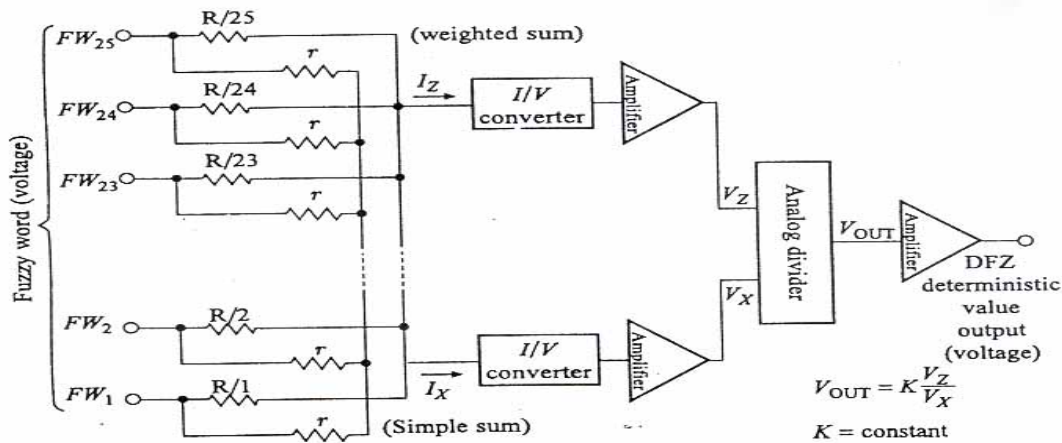 R/25
FW25
(weighted sum)
r
R/24
IZ
I/V
converter
Amplifier
FW24
r
R/23
FW23
r
VZ
Analog divider
VOUT
Amplifier
DFZ
deterministic
value
output
(voltage)
Fuzzy word (voltage)
VX
R/2
FW2
r
I/V
converter
Amplifier
R/1
IX
FW1
r
(Simple sum)
VOUT = K VZ/VX
K = constant